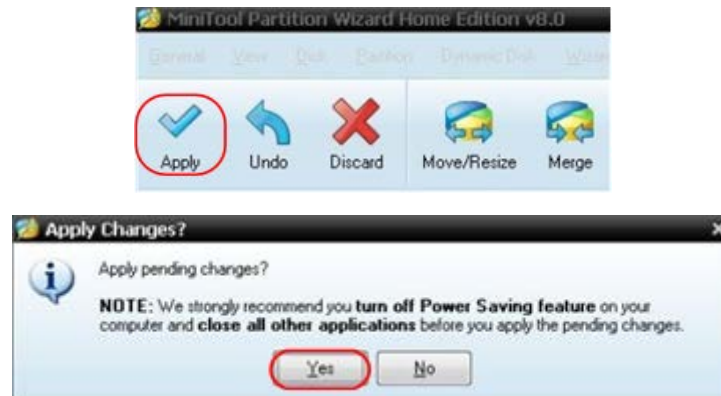 MiniTool Partition Wizard Home Edition v8.0
General View Disk Partition Dynamic Disk
Apply Undo Discard Move/Resize Merge
Apply Changes?
Apply pending changes?
NOTE: We strongly recommend you turn off Power Saving feature on your
computer and close all other applications before you apply the pending changes.
Yes No